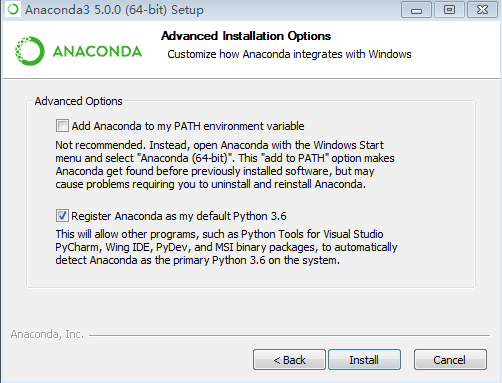 Anaconda3 5.0.0 (64-bit) Setup
ANACONDA
Advanced Installation Options
Customize how Anaconda integrates with Windows
Advanced Options
Add Anaconda to my PATH environment variable
Not recommended. Instead, open Anaconda with the Windows Start
menu and select "Anaconda (64-bit)". This "add to PATH" option makes
Anaconda get found before previously installed software, but may
cause problems requiring you to uninstall and reinstall Anaconda.
Register Anaconda as my default Python 3.6
This will allow other programs, such as Python Tools for Visual Studio
PyCharm, Wing IDE, PyDev, and MSI binary packages, to automatically
detect Anaconda as the primary Python 3.6 on the system.
Anaconda, Inc.
< Back
Install
Cancel